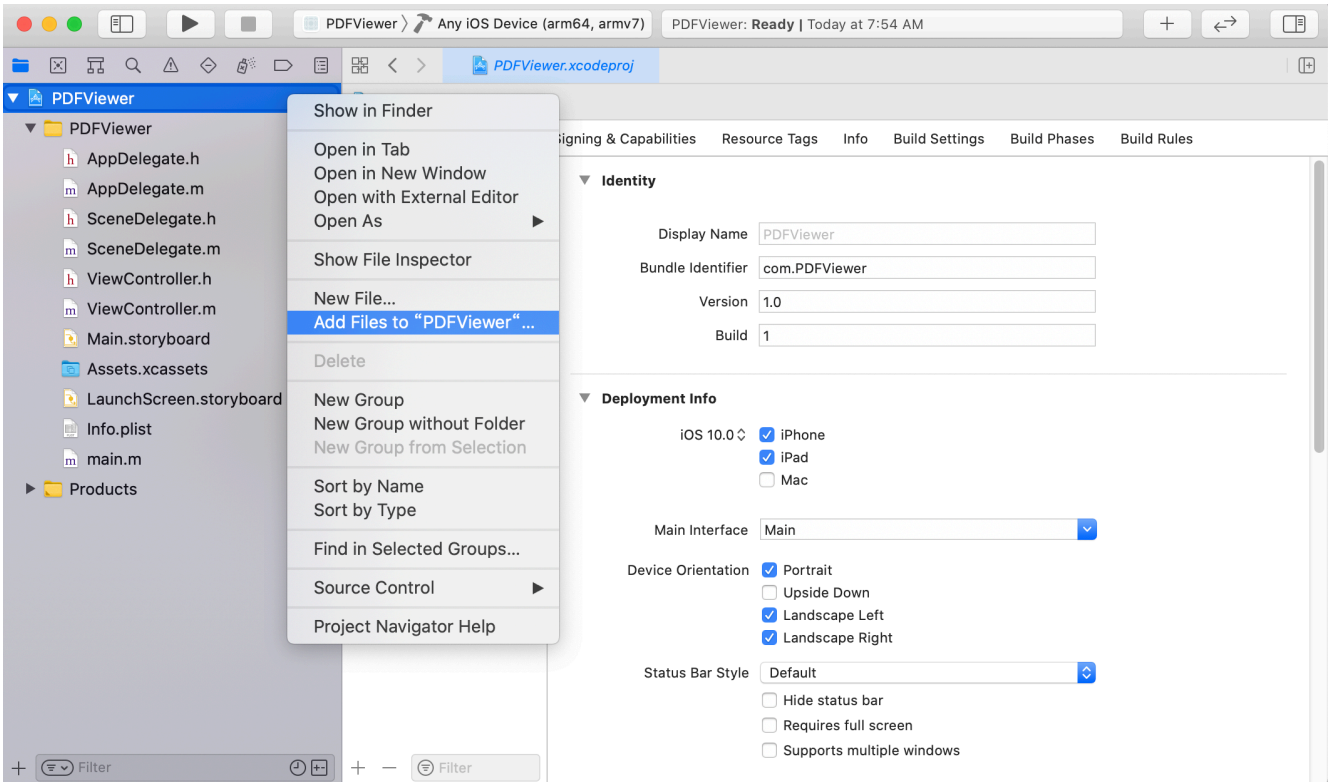 PDFViewer 〉 Any iOS Device (arm64, armv7)
PDFViewer: Ready | Today at 7:54 AM
PDFViewer.xcodeproj
PDFViewer
PDFViewer
h AppDelegate.h
m AppDelegate.m
h SceneDelegate.h
m SceneDelegate.m
h ViewController.h
m ViewController.m
Main.storyboard
Assets.xcassets
LaunchScreen.storyboard
Info.plist
m main.m
Products
Filter
Show in Finder
Open in Tab
Open in New Window
Open with External Editor
Open As
Show File Inspector
New File...
Add Files to “PDFViewer“...
Delete
New Group
New Group without Folder
New Group from Selection
Sort by Name
Sort by Type
Find in Selected Groups...
Source Control
Project Navigator Help
Filter
igning & Capabilities Resource Tags Info Build Settings Build Phases Build Rules
Identity
Display Name PDFViewer
Bundle Identifier com.PDFViewer
Version 1.0
Build 1
Deployment Info
iOS 10.0 iPhone
iPad
Mac
Main Interface Main
Device Orientation Portrait
Upside Down
Landscape Left
Landscape Right
Status Bar Style Default
Hide status bar
Requires full screen
Supports multiple windows